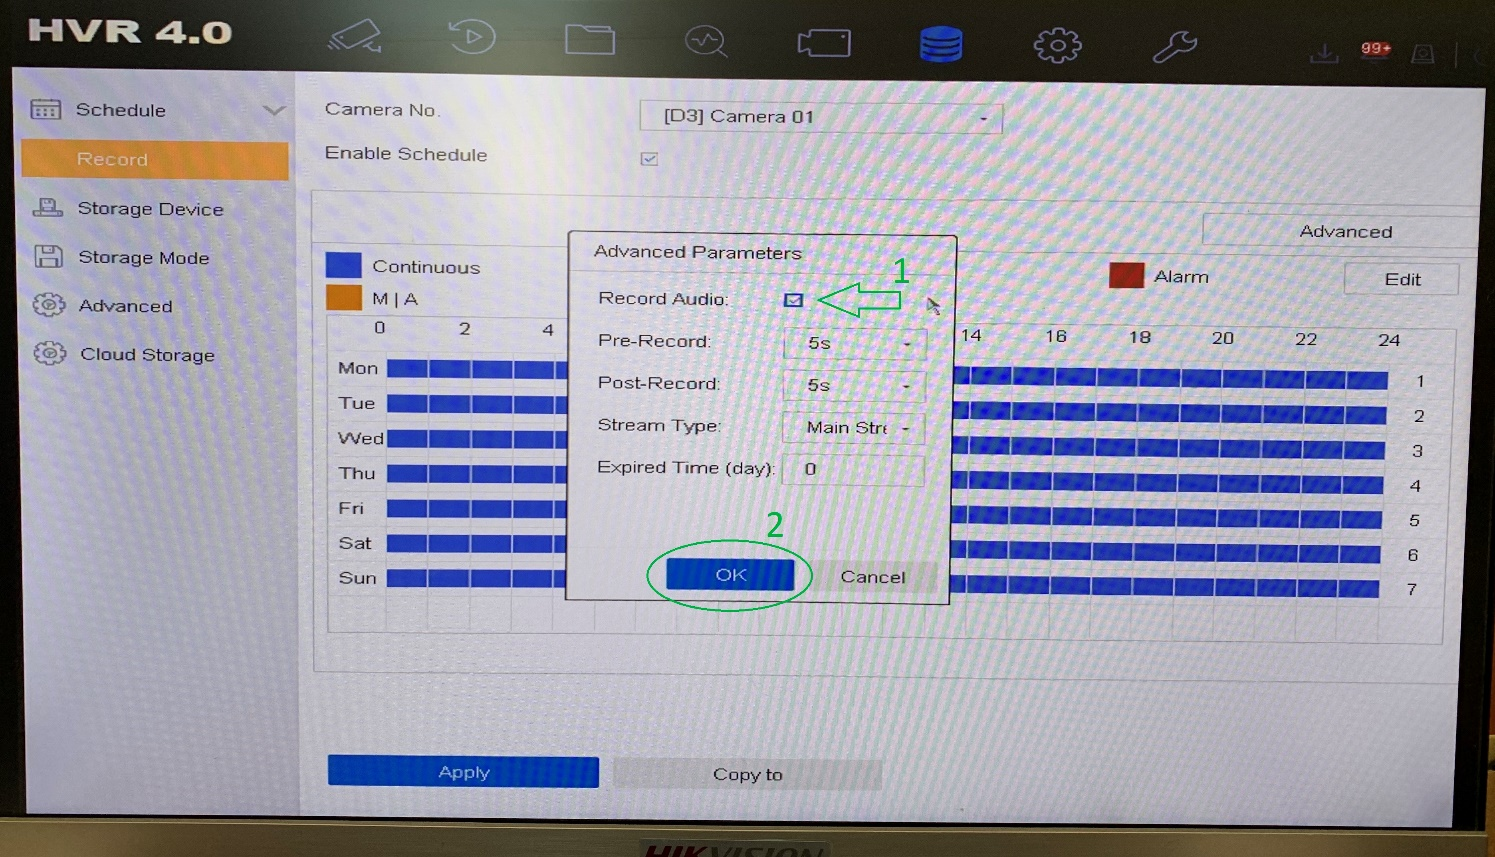 HVR 4.0
99+
Schedule
Record
Storage Device
Storage Mode
Advanced
Cloud Storage
Camera No. [D3] Camera 01
Enable Schedule
Advanced
Continuous
M | A
Alarm
Edit
0 2 4 14 16 18 20 22 24
Mon 1
Tue 2
Wed 3
Thu 4
Fri 5
Sat 6
Sun 7
Advanced Parameters
1
Record Audio:
Pre-Record: 5s
Post-Record: 5s
Stream Type: Main Stre
Expired Time (day): 0
2
OK Cancel
Apply Copy to
HIKVISION